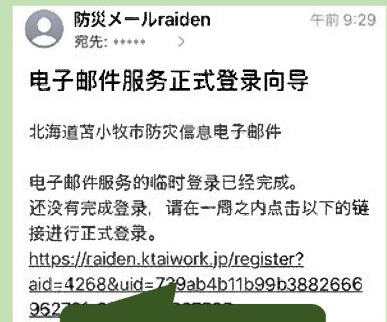 防災メールraiden
午前 9:29
宛先: ***** >
电子邮件服务正式登录向导
北海道苫小牧市防灾信息电子邮件
电子邮件服务的临时登录已经完成。
还没有完成登录，请在一周之内点击以下的链
接进行正式登录。
https://raiden.ktaiwork.jp/register?
aid=4268&uid=739ab4b11b99b3882666